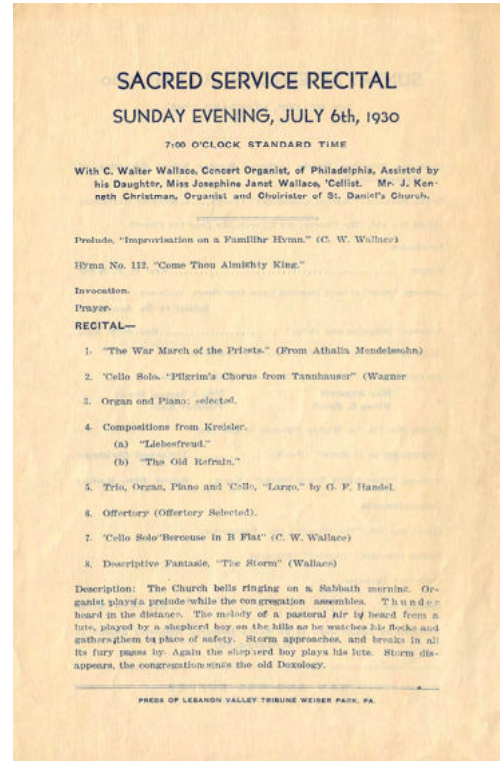 SACRED SERVICE RECITAL
SUNDAY EVENING, JULY 6th, 1930
7:00 O'CLOCK STANDARD TIME
With C. Walter Wallace, Concert Organist, of Philadelphia, Assisted by
his Daughter, Miss Josephine Janet Wallace, 'Cellist. Mr. J. Ken-
neth Christman, Organist and Choirister of St. Daniel's Church.
Prelude, "Improvisation on a Familihr Hymn." (C. W. Wallace)
Hymn No. 112, "Come Thou Almighty King."
Invocation.
Prayer.
RECITAL—
1. "The War March of the Priests." (From Athalia Mendelssohn)
2. 'Cello Solo. "Pilgrim's Chorus from Tannhauser" (Wagner
3. Organ ond Piano: selected.
4. Compositions from Kreisler.
(a) "Liebesfreud."
(b) "The Old Refrain."
5. Trio, Organ, Piano and 'Cello, "Largo," by G. F. Handel.
6. Offertory (Offertory Selected).
7. 'Cello Solo "Berceuse in B Flat" (C. W. Wallace)
8. Descriptive Fantasie, "The Storm" (Wallace)
Description: The Church bells ringing on a Sabbath morning. Or-
ganist plays a prelude while the congregation assembles. Thunder
heard in the distance. The melody of a pastoral air is heard from a
lute, played by a shepherd boy on the hills as he watches his flocks and
gathers them to place of safety. Storm approaches, and breaks in all
its fury passs by. Again the shepherd boy plays his lute. Storm dis-
appears, the congregation sings the old Doxology.
PRESS OF LEBANON VALLEY TRIBUNE WEISER PARK, PA.